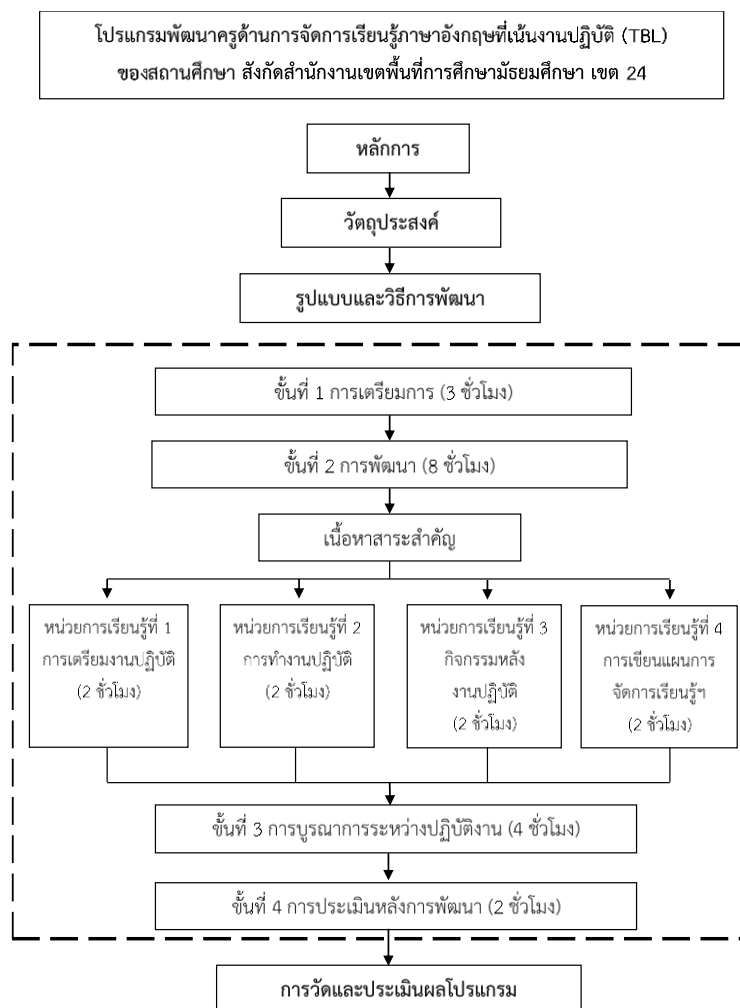 โปรแกรมพัฒนาครูด้านการจัดการเรียนรู้ภาษาอังกฤษที่เน้นงานปฏิบัติ (TBL)
ของสถานศึกษา สังกัดสำนักงานเขตพื้นที่การศึกษามัธยมศึกษา เขต 24
หลักการ
วัตถุประสงค์
รูปแบบและวิธีการพัฒนา
ขั้นที่ 1 การเตรียมการ (3 ชั่วโมง)
ขั้นที่ 2 การพัฒนา (8 ชั่วโมง)
เนื้อหาสาระสำคัญ
หน่วยการเรียนรู้ที่ 1
การเตรียมงานปฏิบัติ
(2 ชั่วโมง)
หน่วยการเรียนรู้ที่ 2
การทำงานปฏิบัติ
(2 ชั่วโมง)
หน่วยการเรียนรู้ที่ 3
กิจกรรมหลัง
งานปฏิบัติ
(2 ชั่วโมง)
หน่วยการเรียนรู้ที่ 4
การเขียนแผนการ
จัดการเรียนรู้ฯ
(2 ชั่วโมง)
ขั้นที่ 3 การบูรณาการระหว่างปฏิบัติงาน (4 ชั่วโมง)
ขั้นที่ 4 การประเมินหลังการพัฒนา (2 ชั่วโมง)
การวัดและประเมินผลโปรแกรม